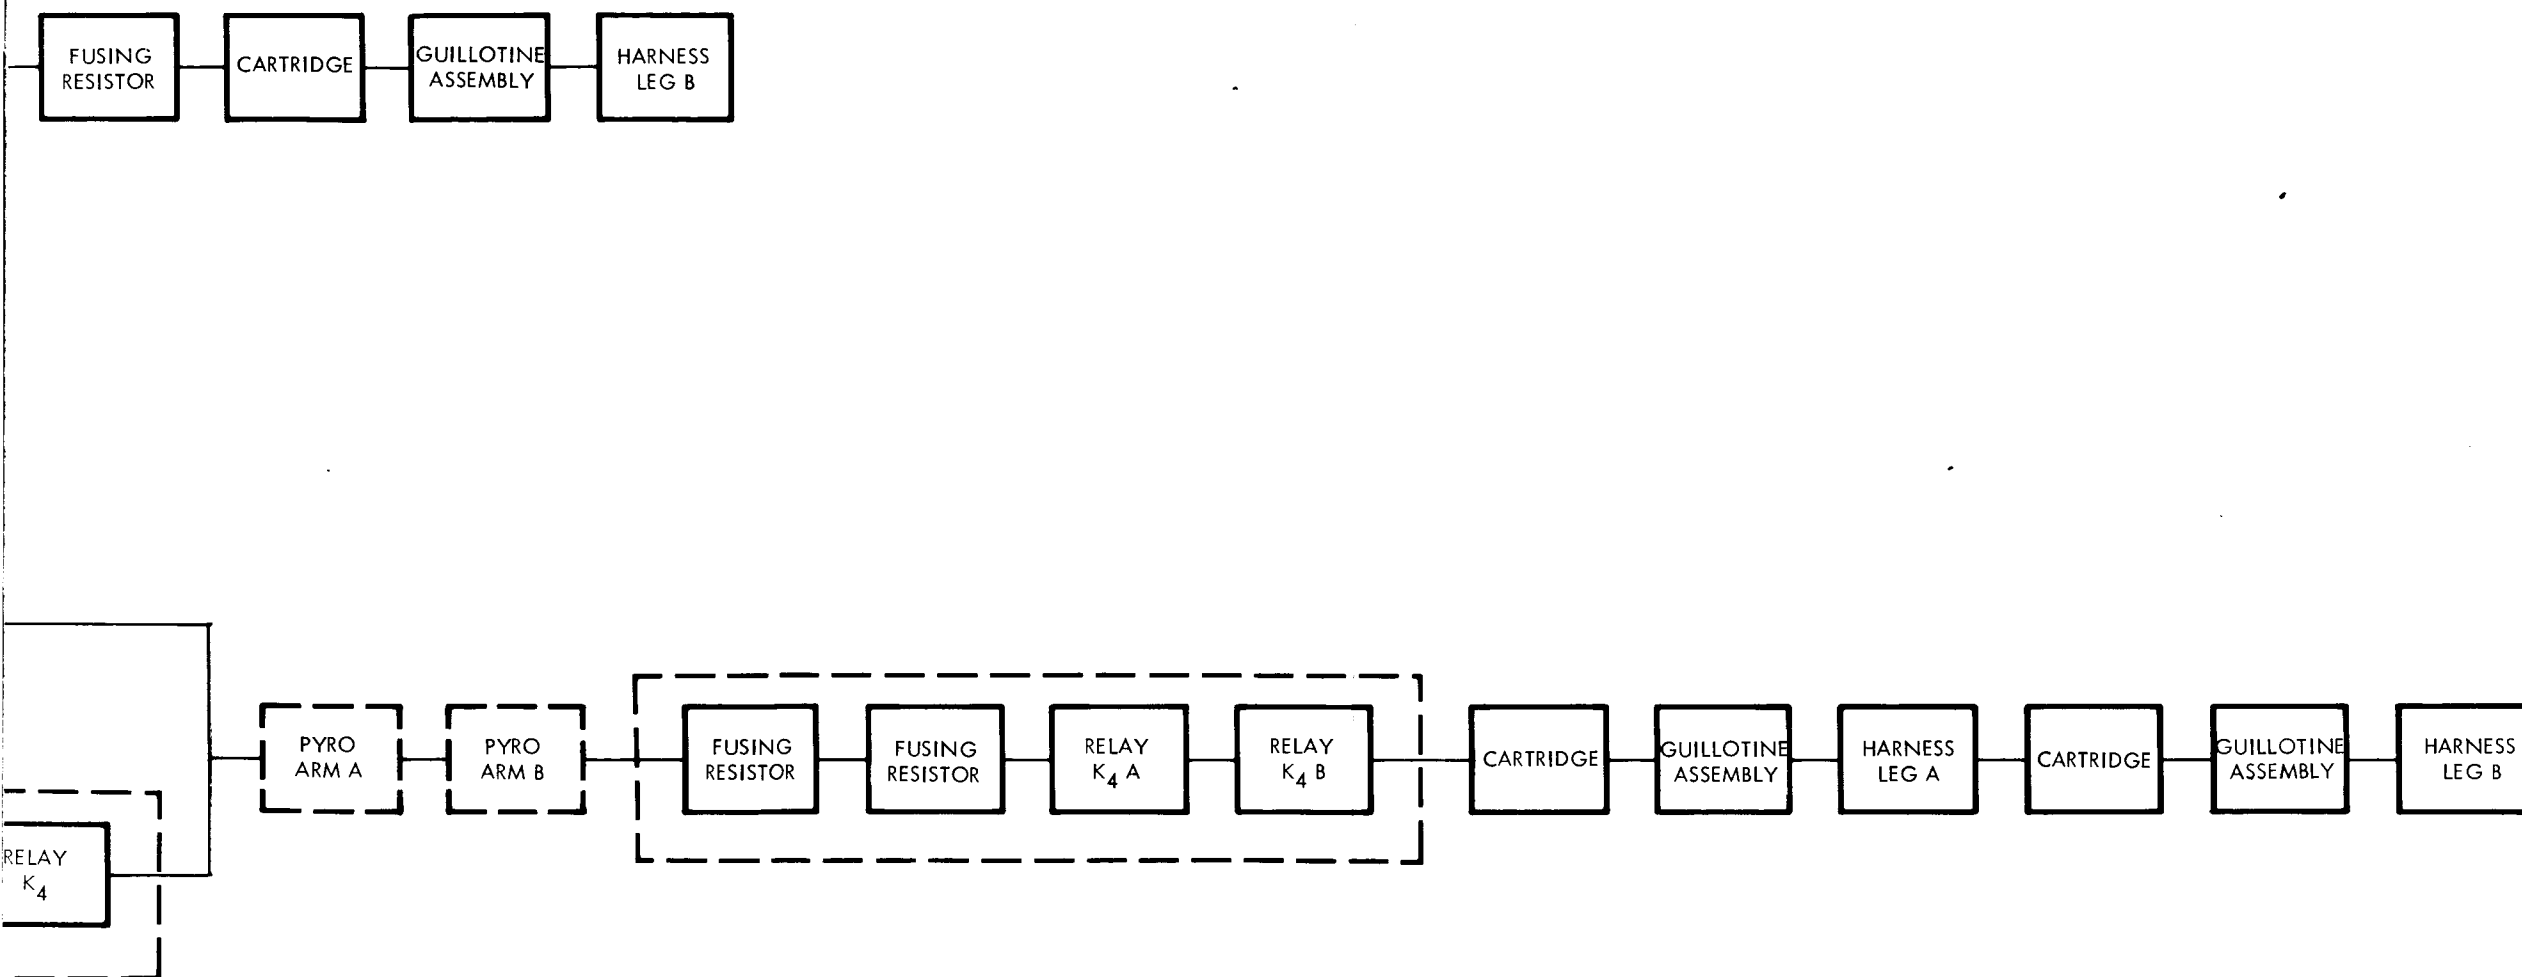 FUSING
RESISTOR
CARTRIDGE
GUILLOTINE
ASSEMBLY
HARNESS
LEG B
PYRO
ARM A
PYRO
ARM B
FUSING
RESISTOR
FUSING
RESISTOR
RELAY
K4 A
RELAY
K4 B
CARTRIDGE
GUILLOTINE
ASSEMBLY
HARNESS
LEG A
CARTRIDGE
GUILLOTINE
ASSEMBLY
HARNESS
LEG B
RELAY
K4